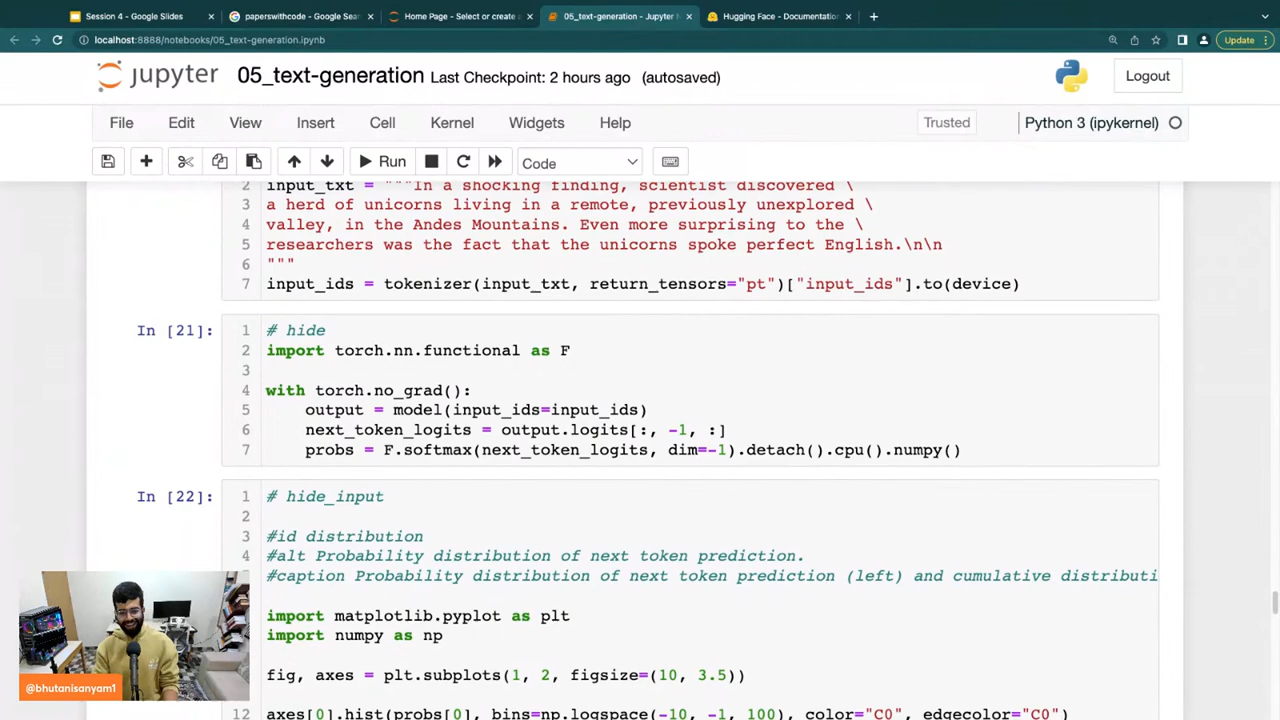 Session 4 - Google Slides
paperswithcode - Google Sear
Home Page - Select or create a
05_text-generation - Jupyter N
Hugging Face - Documentation
localhost:8888/notebooks/05_text-generation.ipynb
Update
jupyter
05_text-generation Last Checkpoint: 2 hours ago (autosaved)
Logout
File Edit View Insert Cell Kernel Widgets Help
Trusted
Python 3 (ipykernel)
Run
Code
2 input_txt = """In a shocking finding, scientist discovered \
3 a herd of unicorns living in a remote, previously unexplored \
4 valley, in the Andes Mountains. Even more surprising to the \
5 researchers was the fact that the unicorns spoke perfect English.\n\n
6 """
7 input_ids = tokenizer(input_txt, return_tensors="pt")["input_ids"].to(device)
In [21]:
1 # hide
2 import torch.nn.functional as F
3
4 with torch.no_grad():
5 output = model(input_ids=input_ids)
6 next_token_logits = output.logits[:, -1, :]
7 probs = F.softmax(next_token_logits, dim=-1).detach().cpu().numpy()
In [22]:
1 # hide_input
2
3 #id distribution
4 #alt Probability distribution of next token prediction.
#caption Probability distribution of next token prediction (left) and cumulative distributi
import matplotlib.pyplot as plt
import numpy as np
fig, axes = plt.subplots(1, 2, figsize=(10, 3.5))
12 axes[0].hist(probs[0], bins=np.logspace(-10, -1, 100), color="C0", edgecolor="C0")
@bhutanisanyam1